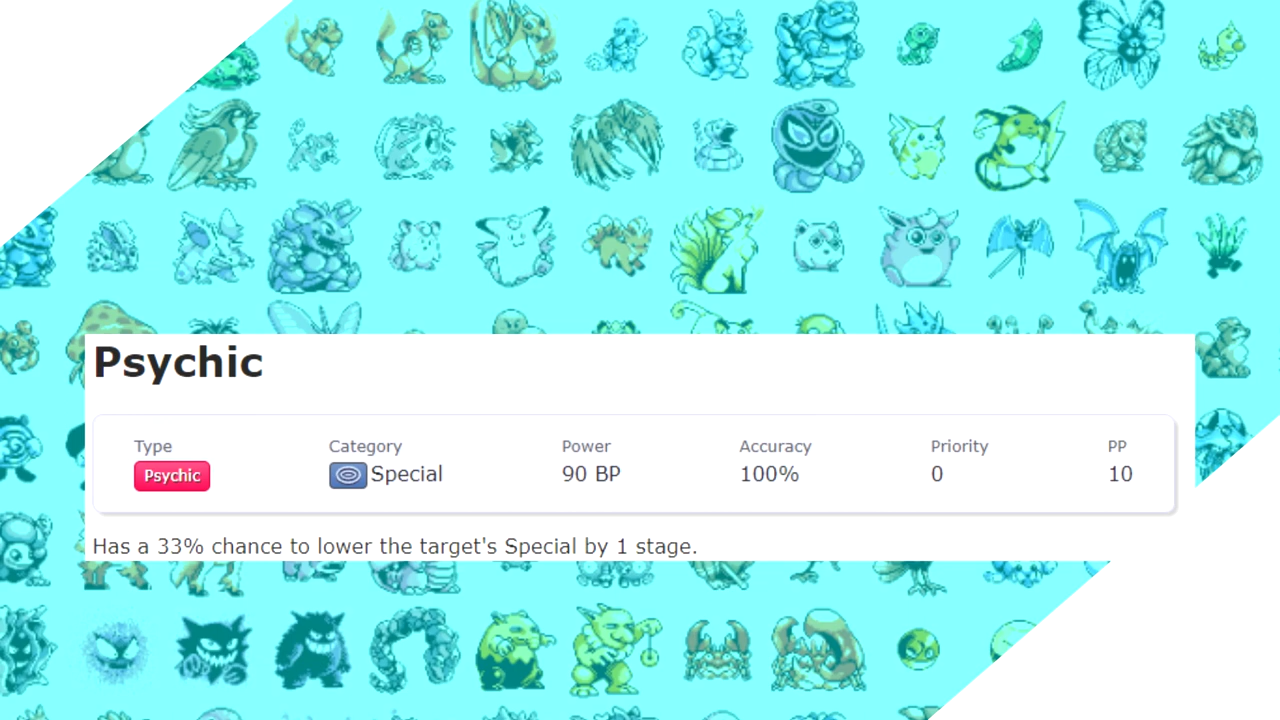 Psychic
Type Category Power Accuracy Priority PP
Psychic Special 90 BP 100% 0 10
Has a 33% chance to lower the target's Special by 1 stage.